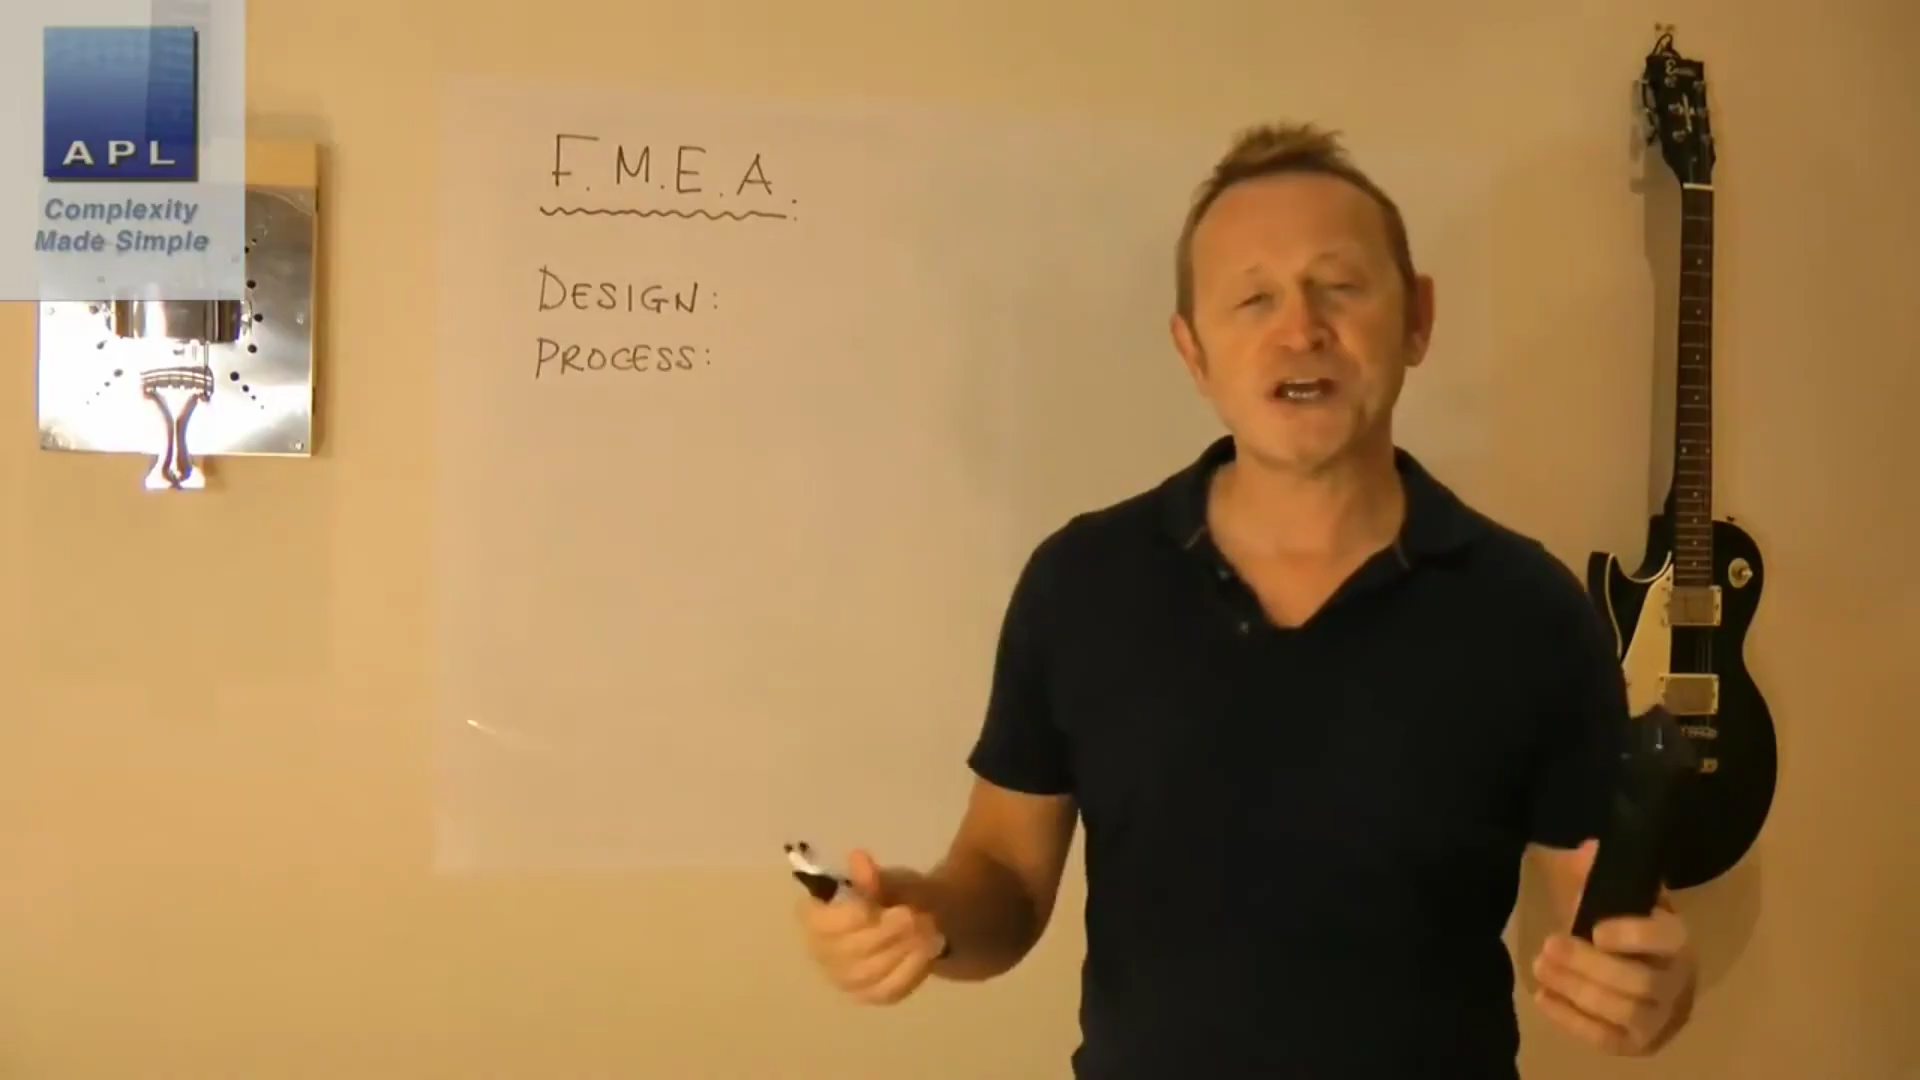 APL
Complexity
Made Simple
F.M.E.A.:
DESIGN:
PROCESS: